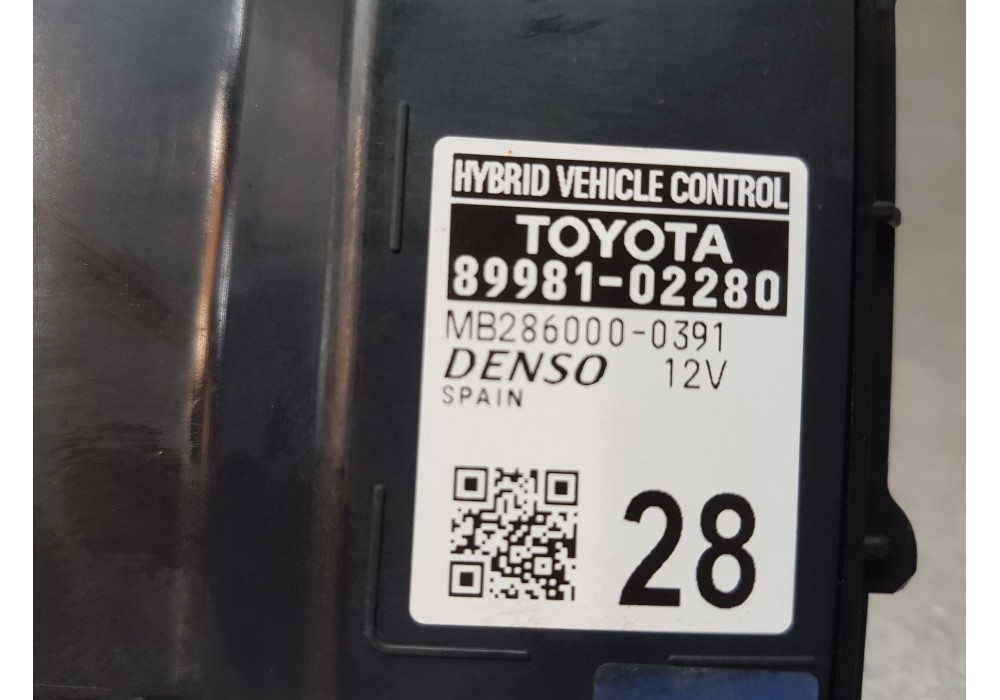 HYBRID VEHICLE CONTROL
TOYOTA
89981-02280
MB286000-0391
DENSO 12V
SPAIN
28